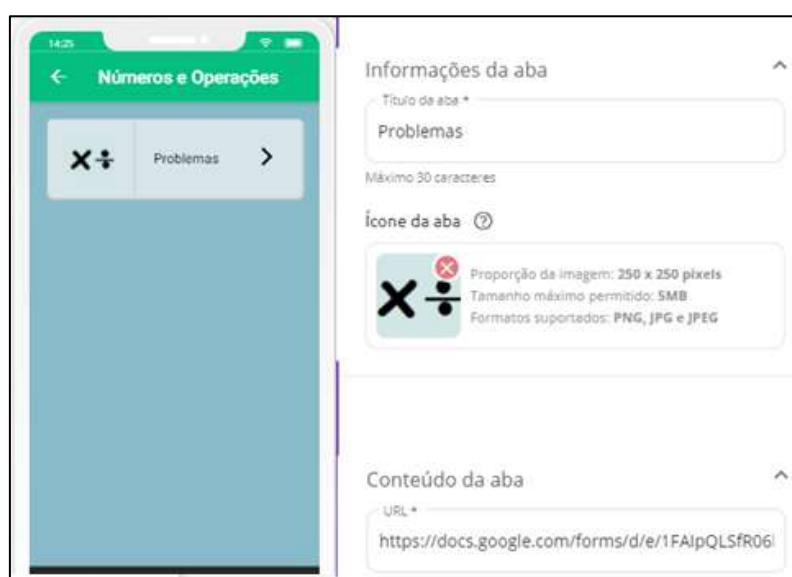 14:25
Números e Operações
Problemas
Informações da aba
Título da aba *
Problemas
Máximo 30 caracteres
Ícone da aba
Proporção da imagem: 250 x 250 pixels
Tamanho máximo permitido: 5MB
Formatos suportados: PNG, JPG e JPEG
Conteúdo da aba
URL *
https://docs.google.com/forms/d/e/1FAIpQLSfR06